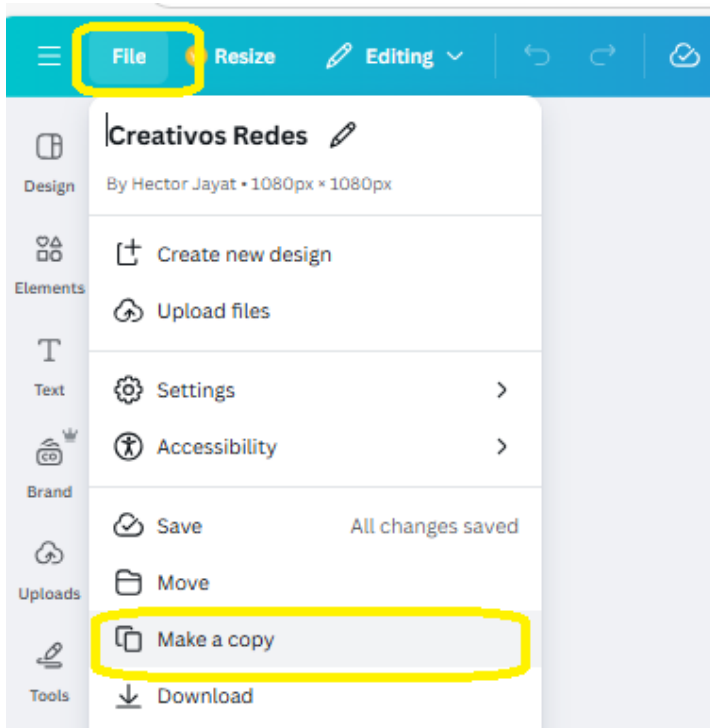 File Resize Editing
Creativos Redes
By Hector Jayat • 1080px × 1080px
Design
Create new design
Elements
Upload files
T
Text
Settings
Accessibility
CO
Brand
Save All changes saved
Uploads
Move
Make a copy
Tools
Download